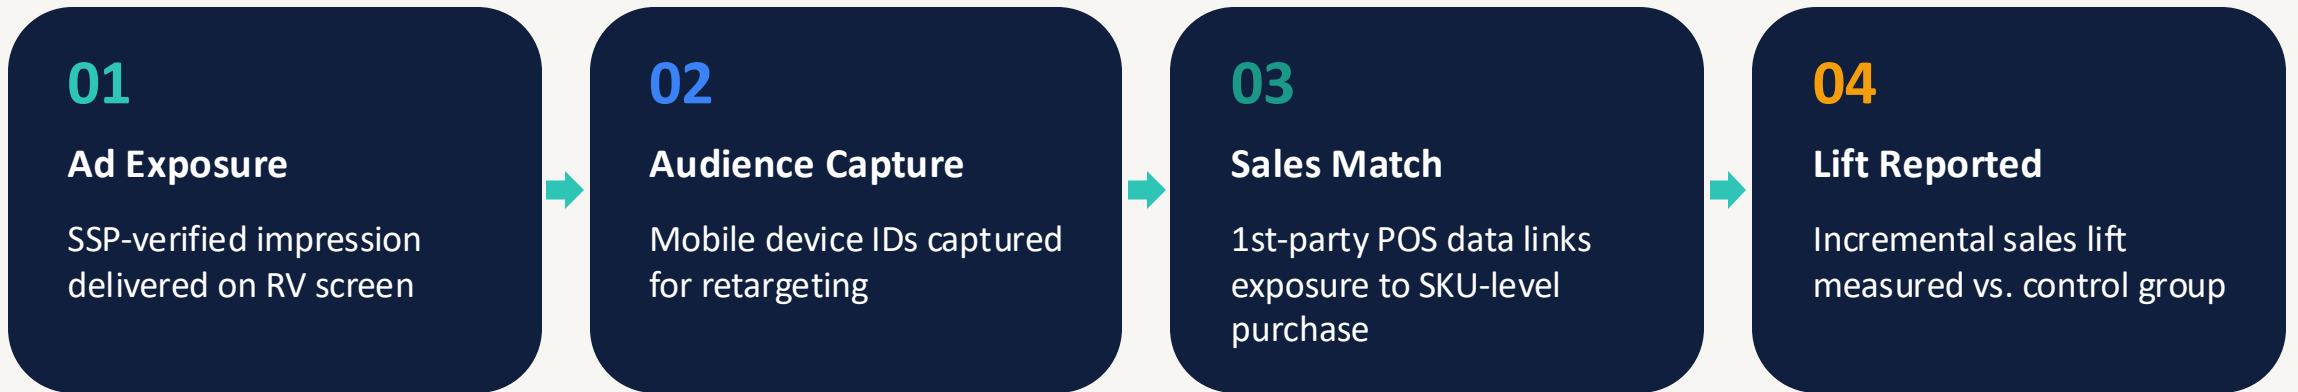 01
Ad Exposure
SSP-verified impression
delivered on RV screen
02
Audience Capture
Mobile device IDs captured
for retargeting
03
Sales Match
1st-party POS data links
exposure to SKU-level
purchase
04
Lift Reported
Incremental sales lift
measured vs. control group